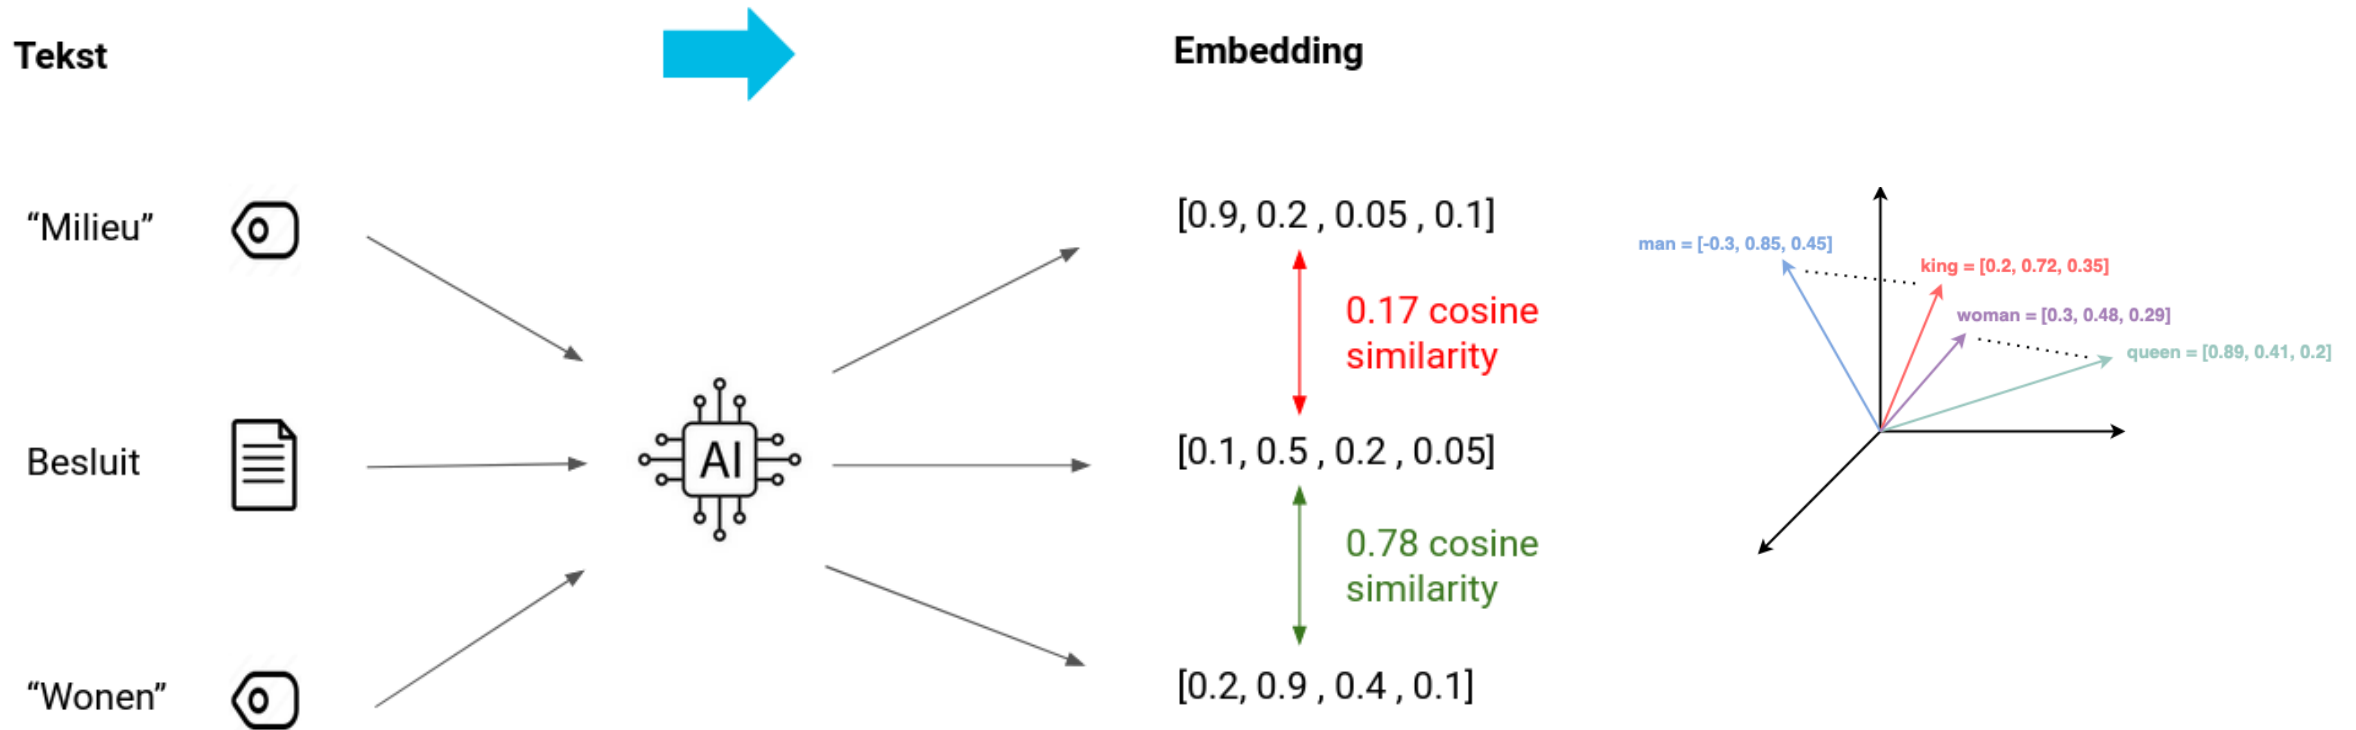 Tekst
Embedding
“Milieu”
[0.9, 0.2 , 0.05 , 0.1]
0.17 cosine
similarity
Besluit
AI
[0.1, 0.5 , 0.2 , 0.05]
0.78 cosine
similarity
“Wonen”
[0.2, 0.9 , 0.4 , 0.1]
man = [-0.3, 0.85, 0.45]
king = [0.2, 0.72, 0.35]
woman = [0.3, 0.48, 0.29]
queen = [0.89, 0.41, 0.2]